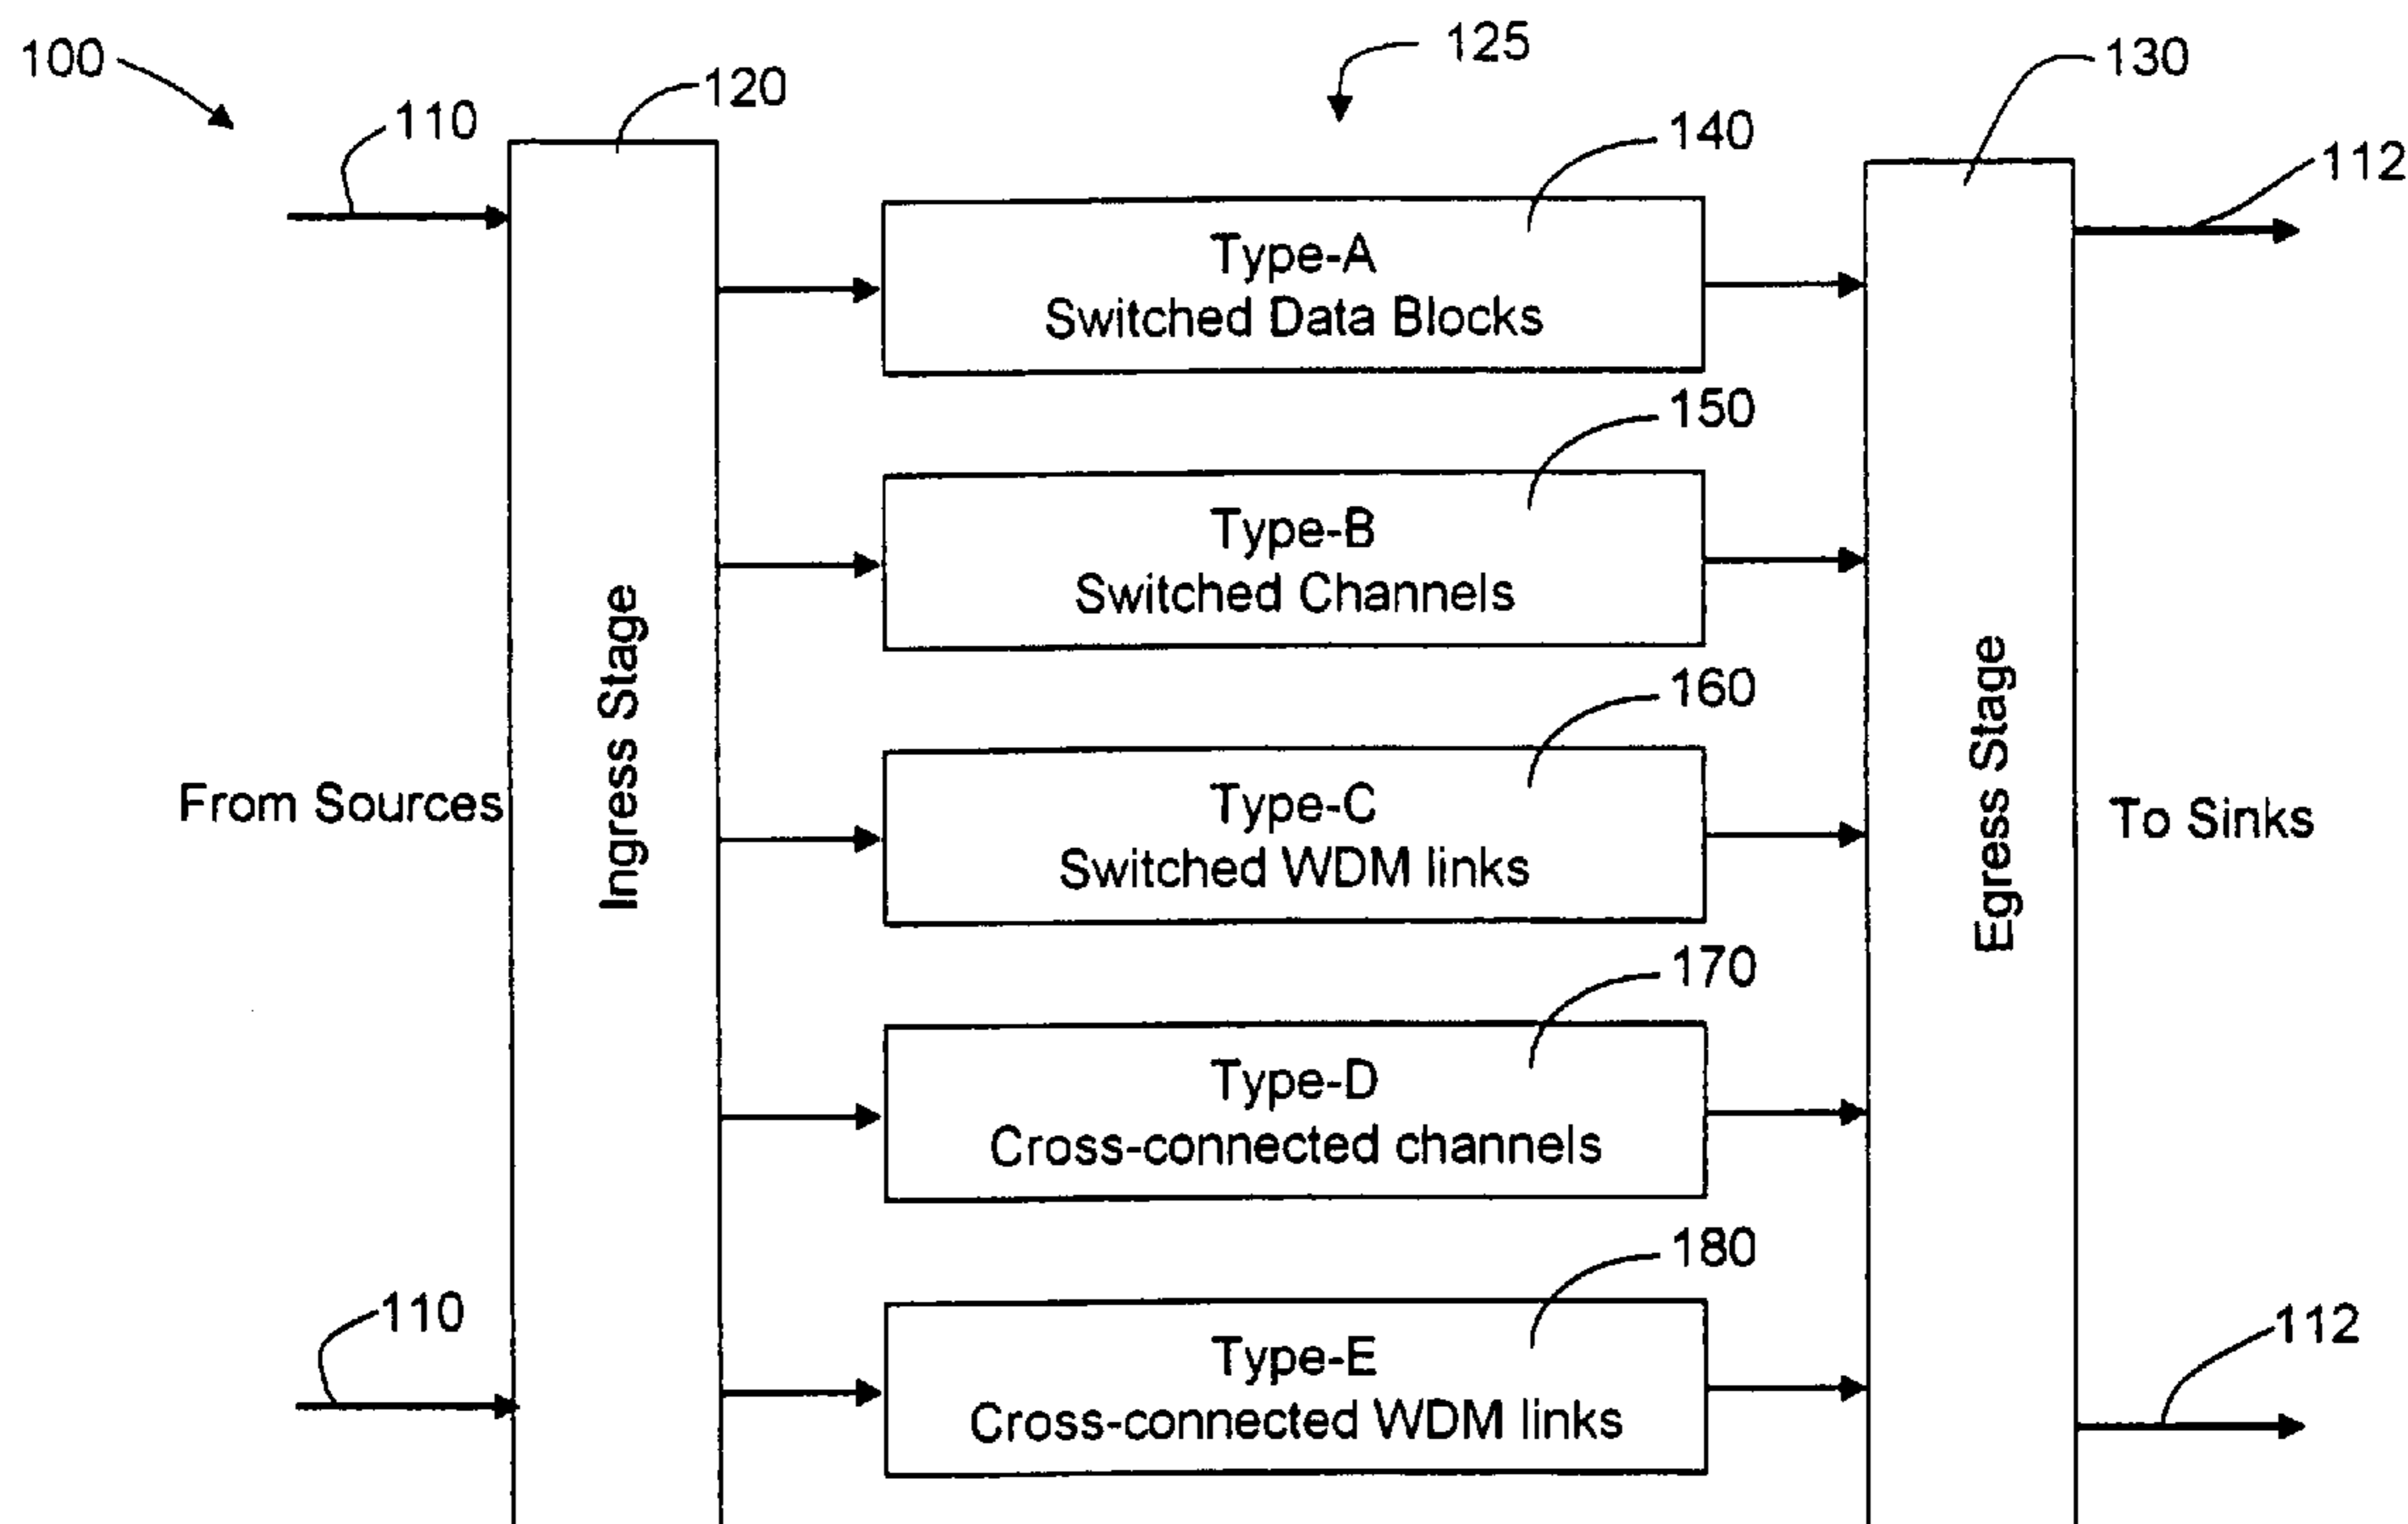 100
110
120
125
130
140
112
Type-A
Switched Data Blocks
150
Type-B
Switched Channels
160
Type-C
Switched WDM links
Ingress Stage
From Sources
Egress Stage
To Sinks
170
Type-D
Cross-connected channels
180
110
Type-E
Cross-connected WDM links
112